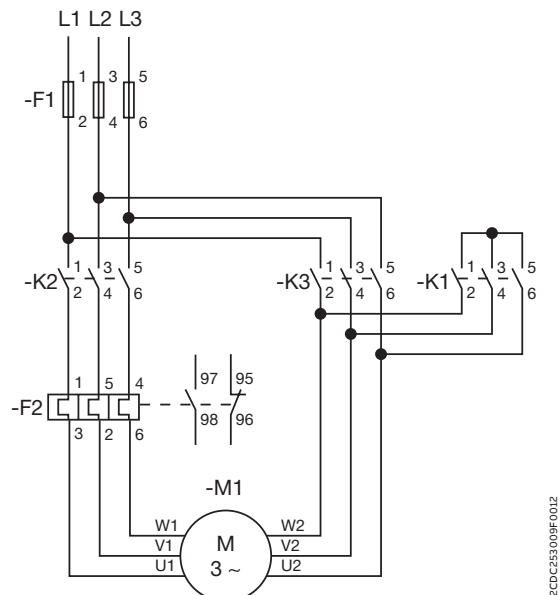 L1 L2 L3
1 3 5
-F1
2 4 6
-K2 1 3 5
2 4 6
-K3 1 3 5
2 4 6
-K1 1 3 5
2 4 6
1 5 4
-F2
3 2 6
97 95
98 96
-M1
W1 W2
V1 M V2
U1 3 ~ U2
2CDC253009F0012